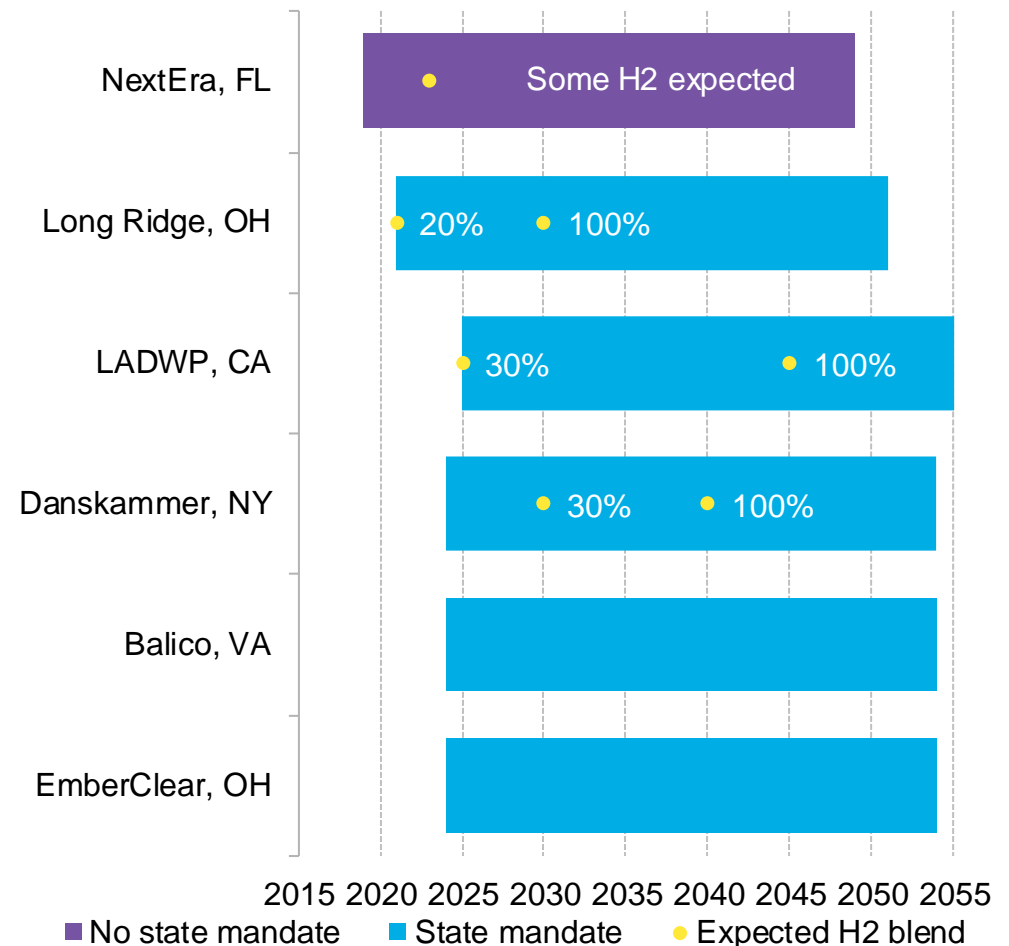 NextEra, FL
Some H2 expected
Long Ridge, OH
20%
100%
LADWP, CA
30%
100%
Danskammer, NY
30%
100%
Balico, VA
EmberClear, OH
2015 2020 2025 2030 2035 2040 2045 2050 2055
No state mandate State mandate Expected H2 blend